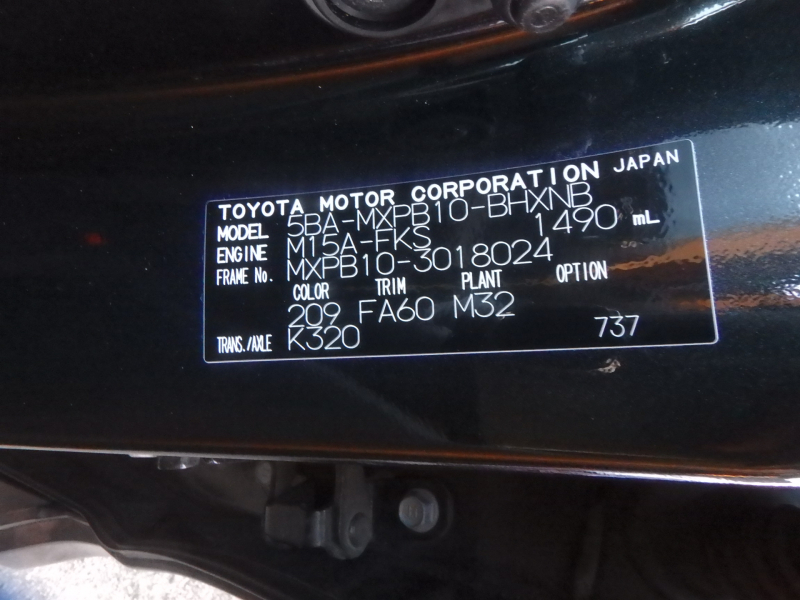 TOYOTA MOTOR CORPORATION JAPAN
MODEL 5BA-MXPB10-BHXNB
ENGINE M15A-FKS 1490 mL
FRAME No. MXPB10-3018024
COLOR TRIM PLANT OPTION
209 FA60 M32
TRANS./AXLE K320 737